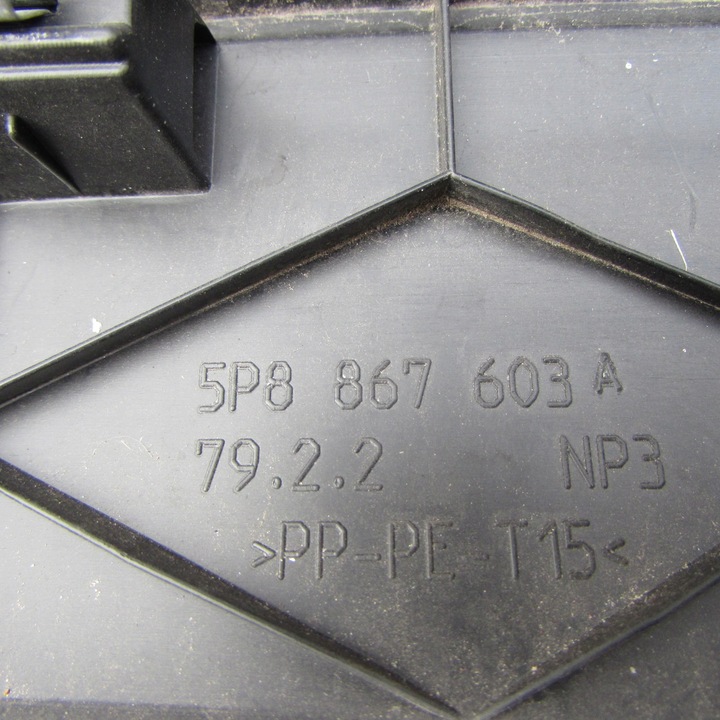 5P8 867 603 A
79.2.2 NP3
>PP-PE-T15<